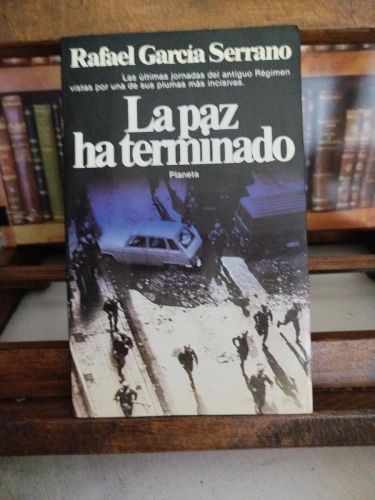 Rafael García Serrano
Las últimas jornadas del antiguo Régimen
vistas por una de sus plumas más incisivas.
La paz
ha terminado
Planeta